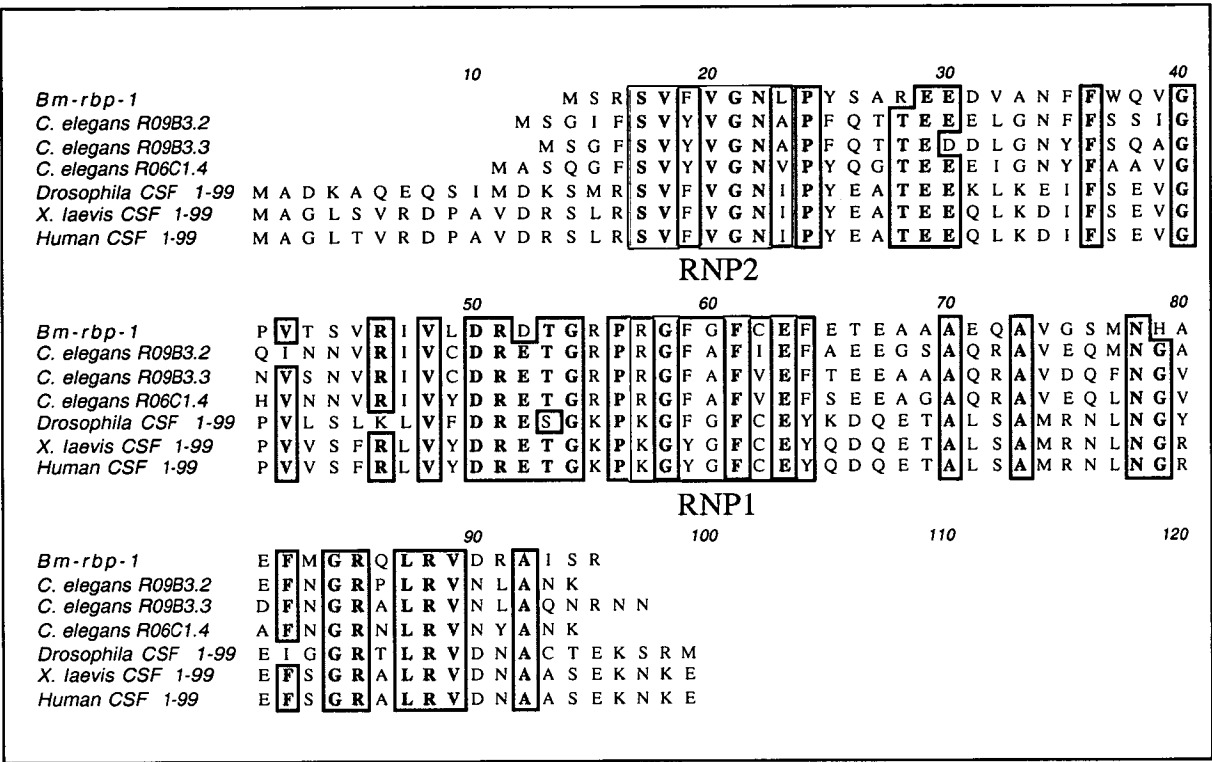 10 20 30 40
Bm-rbp-1 M S R S V F V G N L P Y S A R E E D V A N F F W Q V G
C. elegans R09B3.2 M S G I F S V Y V G N A P F Q T T E E E L G N F F S S I G
C. elegans R09B3.3 M S G F S V Y V G N A P F Q T T E D D L G N Y F S Q A G
C. elegans R06C1.4 M A S Q G F S V Y V G N V P Y Q G T E E E I G N Y F A A V G
Drosophila CSF 1-99 M A D K A Q E Q S I M D K S M R S V F V G N I P Y E A T E E K L K E I F S E V G
X. laevis CSF 1-99 M A G L S V R D P A V D R S L R S V F V G N I P Y E A T E E Q L K D I F S E V G
Human CSF 1-99 M A G L T V R D P A V D R S L R S V F V G N I P Y E A T E E Q L K D I F S E V G
RNP2
50 60 70 80
Bm-rbp-1 P V T S V R I V L D R D T G R P R G F G F C E F E T E A A A E Q A V G S M N H A
C. elegans R09B3.2 Q I N N V R I V C D R E T G R P R G F A F I E F A E E G S A Q R A V E Q M N G A
C. elegans R09B3.3 N V S N V R I V C D R E T G R P R G F A F V E F T E E A A A Q R A V D Q F N G V
C. elegans R06C1.4 H V N N V R I V Y D R E T G R P R G F A F V E F S E E A G A Q R A V E Q L N G V
Drosophila CSF 1-99 P V L S L K L V F D R E S G K P K G F G F C E Y K D Q E T A L S A M R N L N G Y
X. laevis CSF 1-99 P V V S F R L V Y D R E T G K P K G Y G F C E Y Q D Q E T A L S A M R N L N G R
Human CSF 1-99 P V V S F R L V Y D R E T G K P K G Y G F C E Y Q D Q E T A L S A M R N L N G R
RNP1
90 100 110 120
Bm-rbp-1 E F M G R Q L R V D R A I S R
C. elegans R09B3.2 E F N G R P L R V N L A N K
C. elegans R09B3.3 D F N G R A L R V N L A Q N R N N
C. elegans R06C1.4 A F N G R N L R V N Y A N K
Drosophila CSF 1-99 E I G G R T L R V D N A C T E K S R M
X. laevis CSF 1-99 E F S G R A L R V D N A A S E K N K E
Human CSF 1-99 E F S G R A L R V D N A A S E K N K E